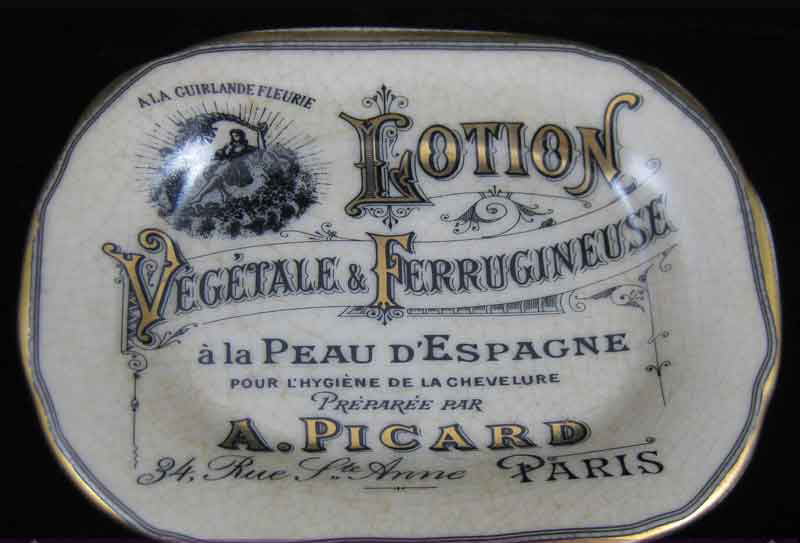 A LA GUIRLANDE FLEURIE
LOTION
VÉGÉTALE & FERRUGINEUSE
à la PEAU D'ESPAGNE
POUR L'HYGIÈNE DE LA CHEVELURE
PRÉPARÉE PAR
A. PICARD
34, Rue Ste Anne PARIS